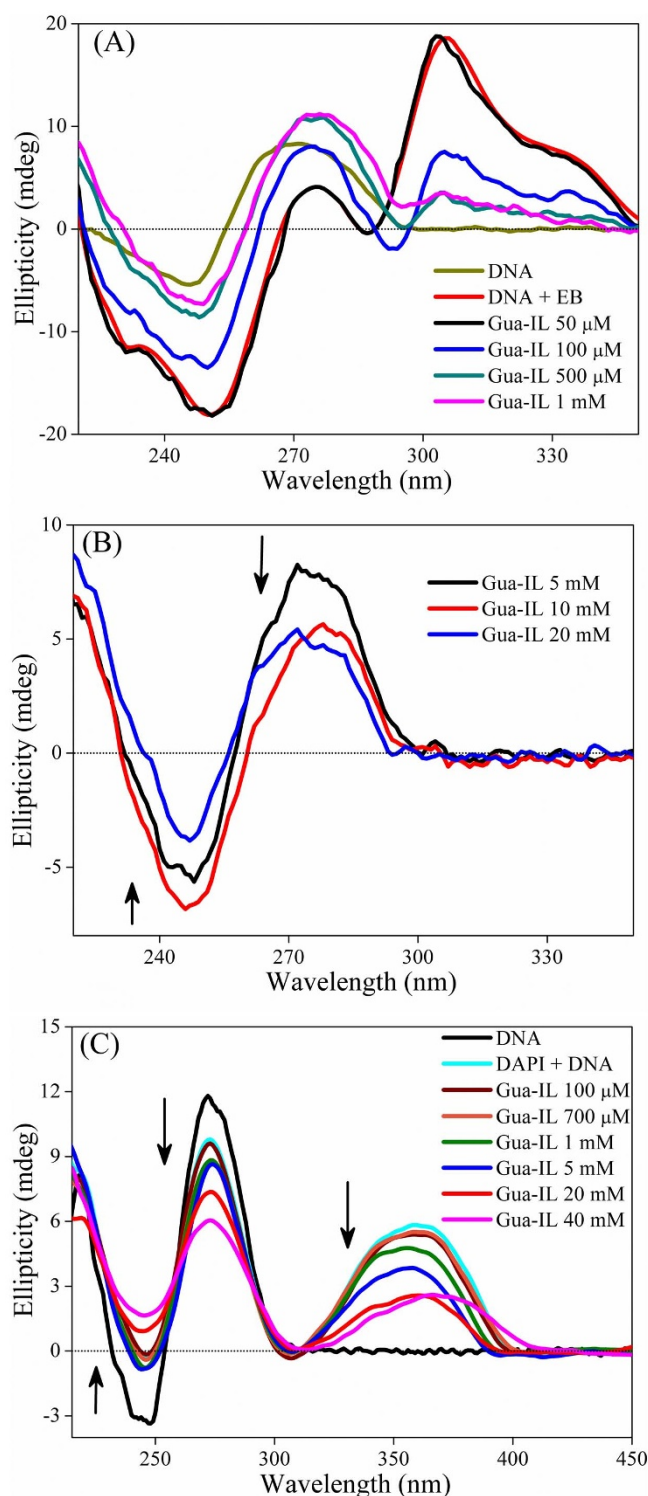 (A)
20
10
0
-10
-20
Ellipticity (mdeg)
DNA
DNA + EB
Gua-IL 50 μM
Gua-IL 100 μM
Gua-IL 500 μM
Gua-IL 1 mM
240 270 300 330
Wavelength (nm)
(B)
10
5
0
-5
Ellipticity (mdeg)
Gua-IL 5 mM
Gua-IL 10 mM
Gua-IL 20 mM
240 270 300 330
Wavelength (nm)
(C)
15
12
9
6
3
0
-3
Ellipticity (mdeg)
DNA
DAPI + DNA
Gua-IL 100 μM
Gua-IL 700 μM
Gua-IL 1 mM
Gua-IL 5 mM
Gua-IL 20 mM
Gua-IL 40 mM
250 300 350 400 450
Wavelength (nm)